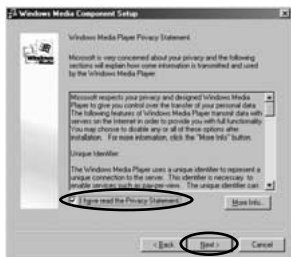 Windows Media Component Setup
Windows Media Player Privacy Statement
Microsoft is very concerned about your privacy and the following
sections will explain how some information is transmitted and used
by the Windows Media Player.
Microsoft respects your privacy and designed Windows Media
Player to give you control over the transfer of your personal data.
The following features of Windows Media Player transmit data with
servers on the Internet in order to provide you with full functionality.
You may choose to disable any or all of these options after
installation. For more information, click the "More Info" button.
Unique Identifier:
The Windows Media Player uses a unique identifier to represent a
unique connection to the server. This identifier is necessary to
enable services such as pay-per-view. The unique identifier can
I have read the Privacy Statement
More Info...
< Back
Next >
Cancel